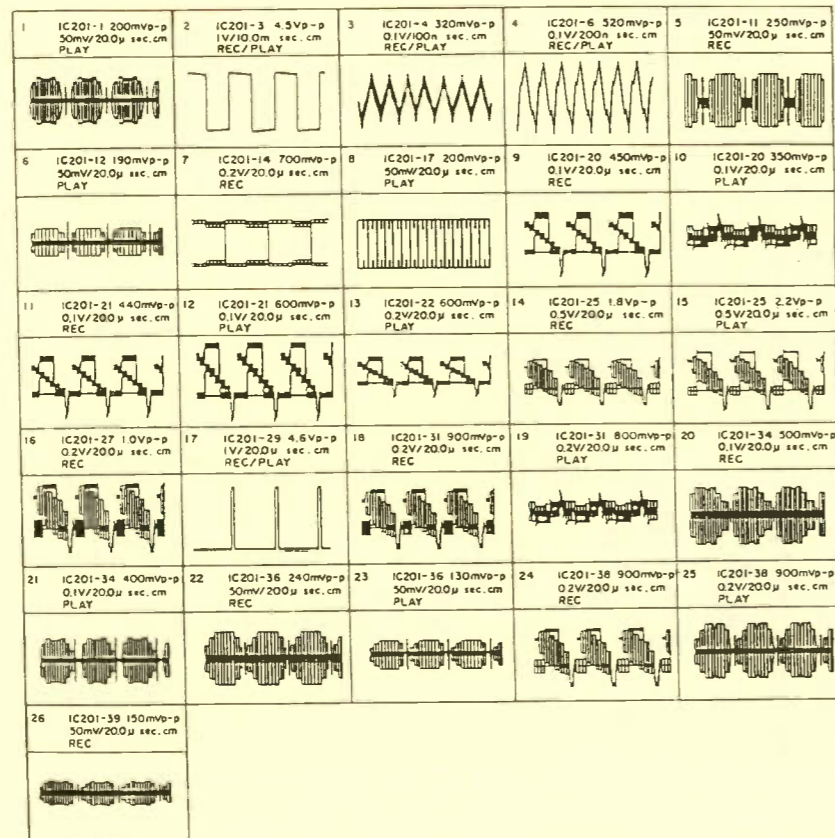 1 IC201-1 200mVp-p
50mV/20.0μ sec.cm
PLAY
2 IC201-3 4.5Vp-p
1V/10.0m sec.cm
REC/PLAY
3 IC201-4 320mVp-p
0.1V/100n sec.cm
REC/PLAY
4 IC201-6 520mVp-p
0.1V/200n sec.cm
REC/PLAY
5 IC201-11 250mVp-p
50mV/20.0μ sec.cm
REC
6 IC201-12 190mVp-p
50mV/20.0μ sec.cm
PLAY
7 IC201-14 700mVp-p
0.2V/20.0μ sec.cm
REC
8 IC201-17 200mVp-p
50mV/20.0μ sec.cm
PLAY
9 IC201-20 450mVp-p
0.1V/20.0μ sec.cm
REC
10 IC201-20 350mVp-p
0.1V/20.0μ sec.cm
PLAY
11 IC201-21 440mVp-p
0.1V/20.0μ sec.cm
REC
12 IC201-21 600mVp-p
0.1V/20.0μ sec.cm
PLAY
13 IC201-22 600mVp-p
0.2V/20.0μ sec.cm
PLAY
14 IC201-25 1.8Vp-p
0.5V/20.0μ sec.cm
REC
15 IC201-25 2.2Vp-p
0.5V/20.0μ sec.cm
PLAY
16 IC201-27 1.0Vp-p
0.2V/20.0μ sec.cm
REC
17 IC201-29 4.6Vp-p
1V/20.0μ sec.cm
REC/PLAY
18 IC201-31 900mVp-p
0.2V/20.0μ sec.cm
REC
19 IC201-31 800mVp-p
0.2V/20.0μ sec.cm
PLAY
20 IC201-34 500mVp-p
0.1V/20.0μ sec.cm
REC
21 IC201-34 400mVp-p
0.1V/20.0μ sec.cm
PLAY
22 IC201-36 240mVp-p
50mV/20.0μ sec.cm
REC
23 IC201-36 130mVp-p
50mV/20.0μ sec.cm
PLAY
24 IC201-38 900mVp-p
0.2V/20.0μ sec.cm
REC
25 IC201-38 900mVp-p
0.2V/20.0μ sec.cm
PLAY
26 IC201-39 150mVp-p
50mV/20.0μ sec.cm
REC